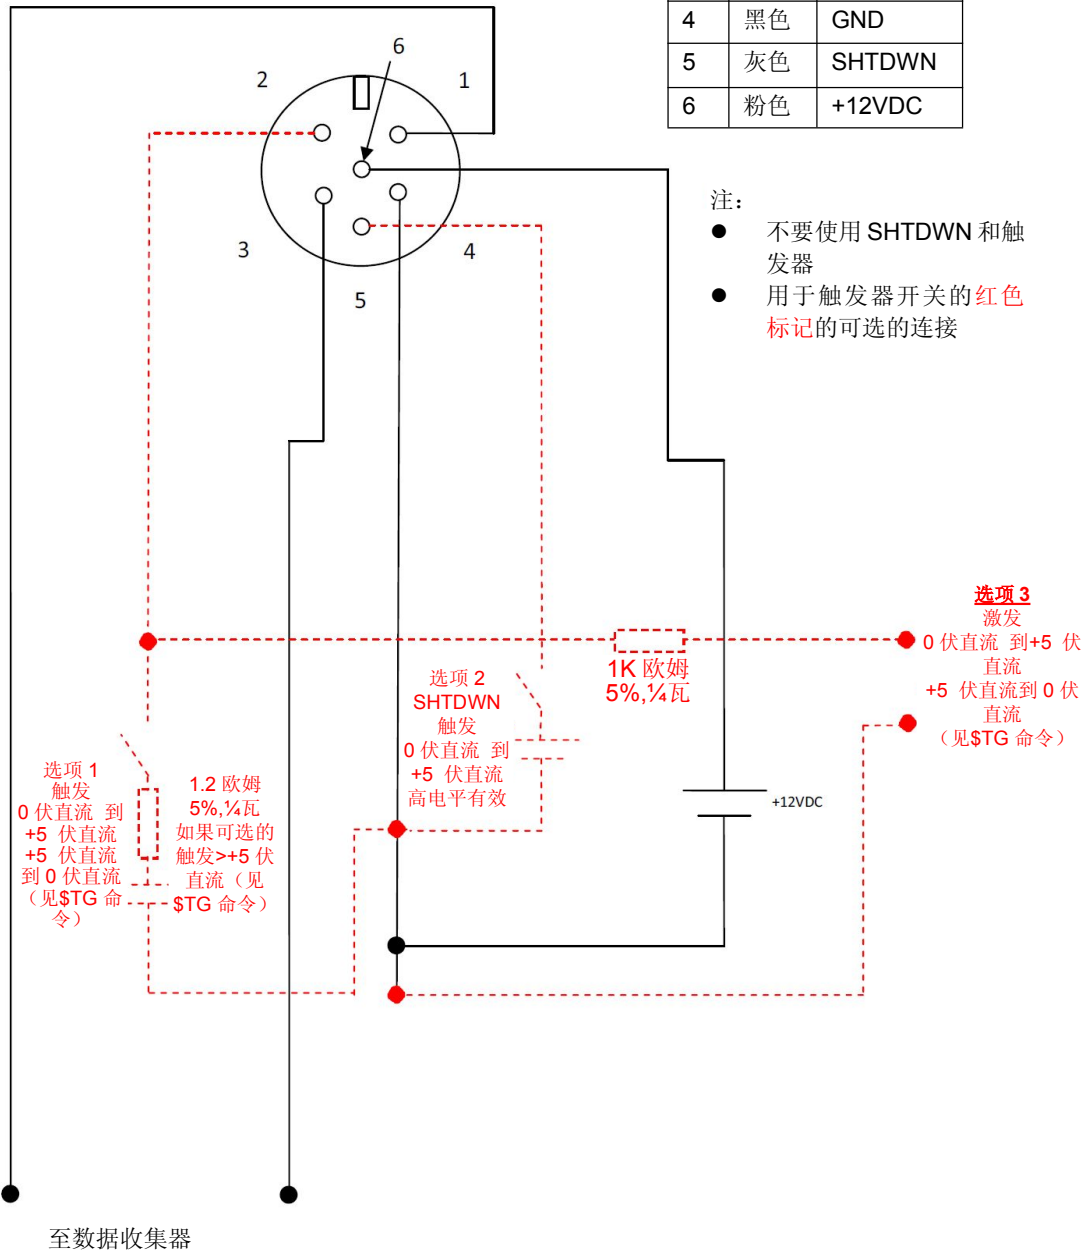 4 黑色 GND
5 灰色 SHTDWN
6 粉色 +12VDC
6
2
1
3
4
5
注：
● 不要使用 SHTDWN 和触
发器
● 用于触发器开关的红色
标记的可选的连接
选项 3
激发
0 伏直流 到+5 伏
直流
+5 伏直流到 0 伏
直流
（见$TG 命令）
1K 欧姆
5%,¼瓦
选项 2
SHTDWN
触发
0 伏直流 到
+5 伏直流
高电平有效
+12VDC
选项 1
触发
0 伏直流 到
+5 伏直流
+5 伏直流
到 0 伏直流
（见$TG 命
令）
1.2 欧姆
5%,¼瓦
如果可选的
触发>+5 伏
直流（见
$TG 命令）
至数据收集器